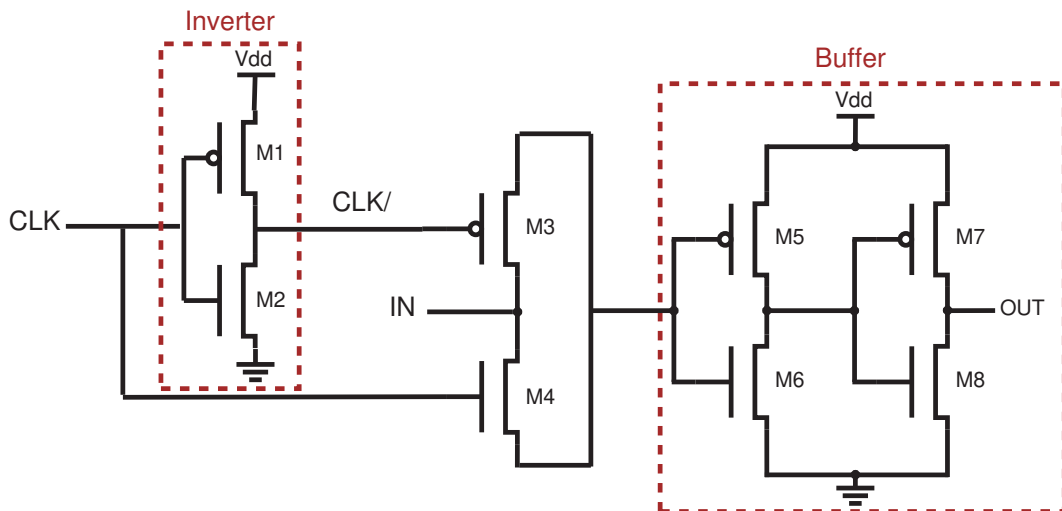 Inverter
Vdd
M1
CLK
CLK/
M2
IN
M3
M4
Buffer
Vdd
M5
M7
OUT
M6
M8